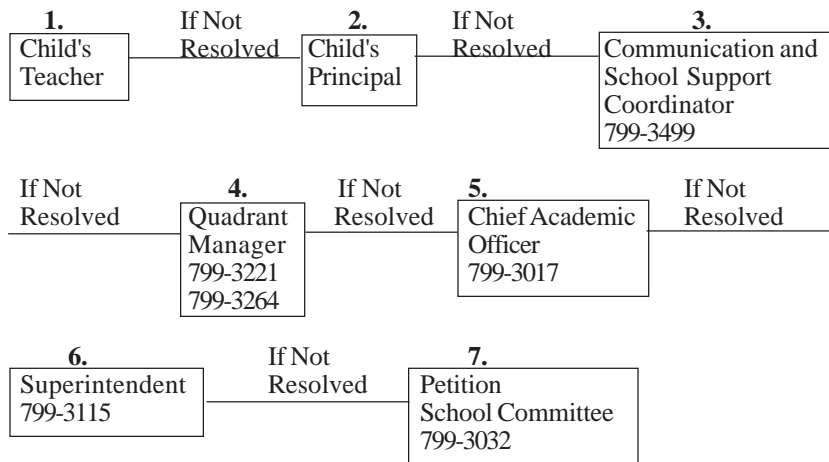 1.
If Not
Resolved
2.
If Not
Resolved
3.
Child's
Teacher
Child's
Principal
Communication and
School Support
Coordinator
799-3499
If Not
Resolved
4.
If Not
Resolved
5.
If Not
Resolved
Quadrant
Manager
799-3221
799-3264
Chief Academic
Officer
799-3017
6.
If Not
Resolved
7.
Superintendent
799-3115
Petition
School Committee
799-3032